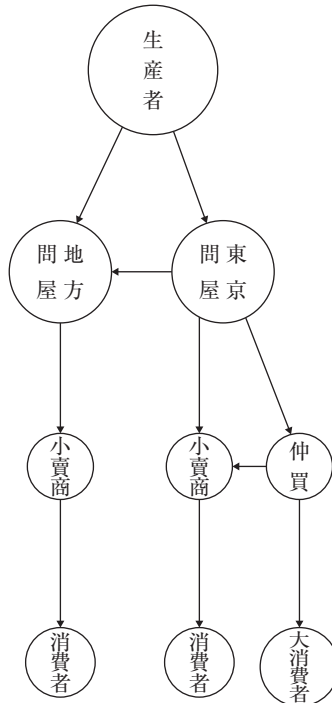 生産者
地方問屋
東京問屋
小賣商
小賣商
仲買
消費者
消費者
大消費者